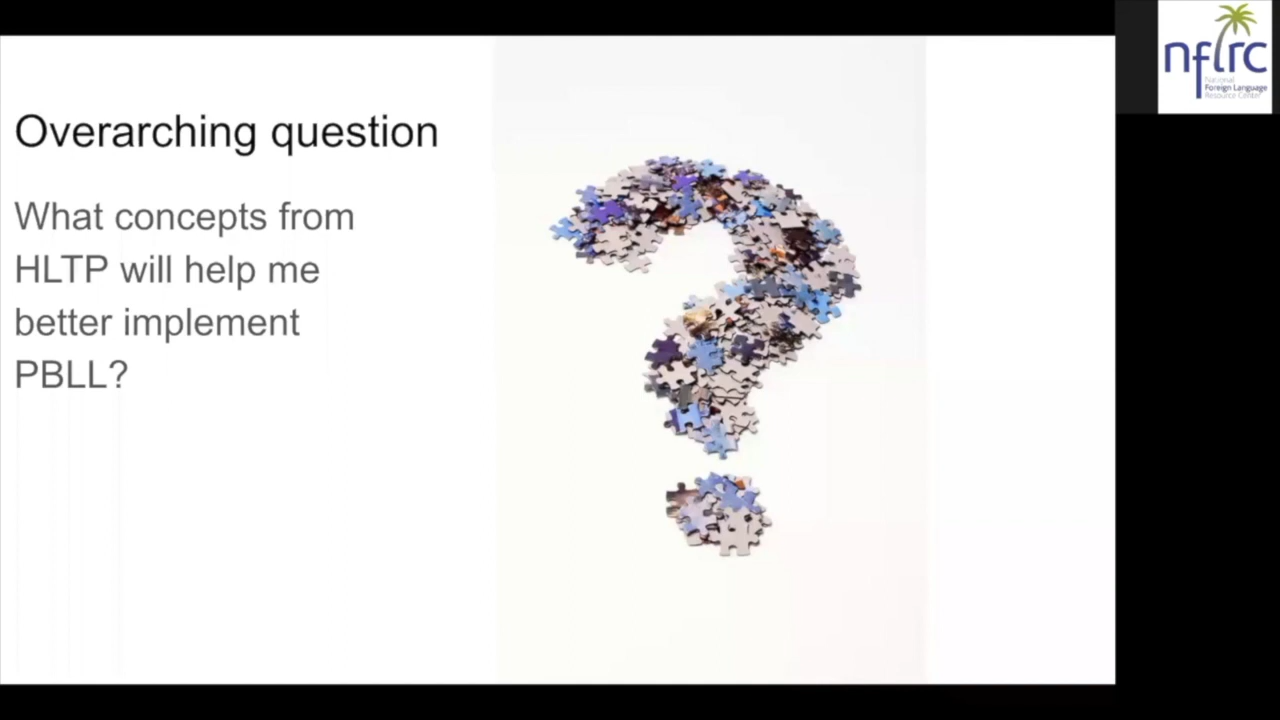 Overarching question
What concepts from
HLTP will help me
better implement
PBLL?
nflrc
National
Foreign Language
Resource Center